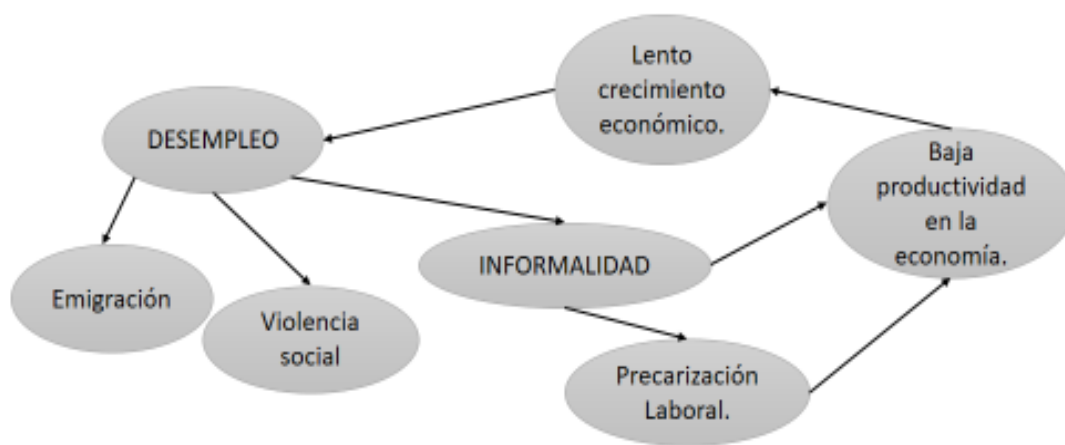 Lento
crecimiento
económico.
DESEMPLEO
Baja
productividad
en la
economía.
INFORMALIDAD
Emigración
Violencia
social
Precarización
Laboral.